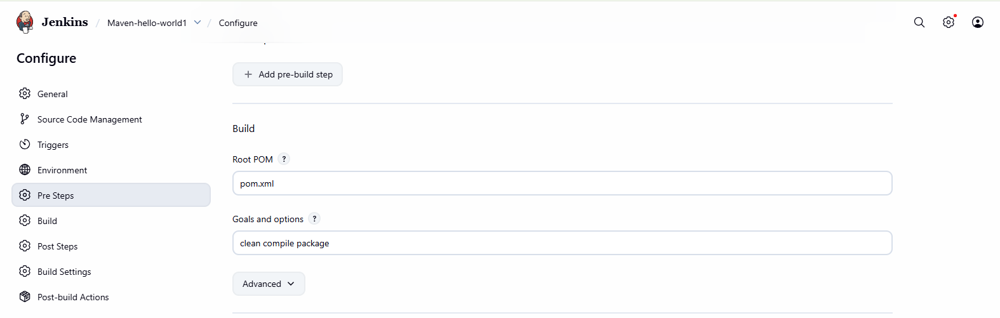 Jenkins / Maven-hello-world1 / Configure
Configure
General
Source Code Management
Triggers
Environment
Pre Steps
Build
Post Steps
Build Settings
Post-build Actions
+ Add pre-build step
Build
Root POM ?
pom.xml
Goals and options ?
clean compile package
Advanced